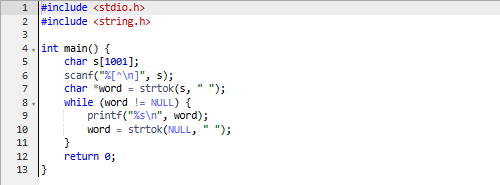 1 #include <stdio.h>
2 #include <string.h>
3
4 int main() {
5     char s[1001];
6     scanf("%[^\n]", s);
7     char *word = strtok(s, " ");
8     while (word != NULL) {
9         printf("%s\n", word);
10         word = strtok(NULL, " ");
11     }
12     return 0;
13 }